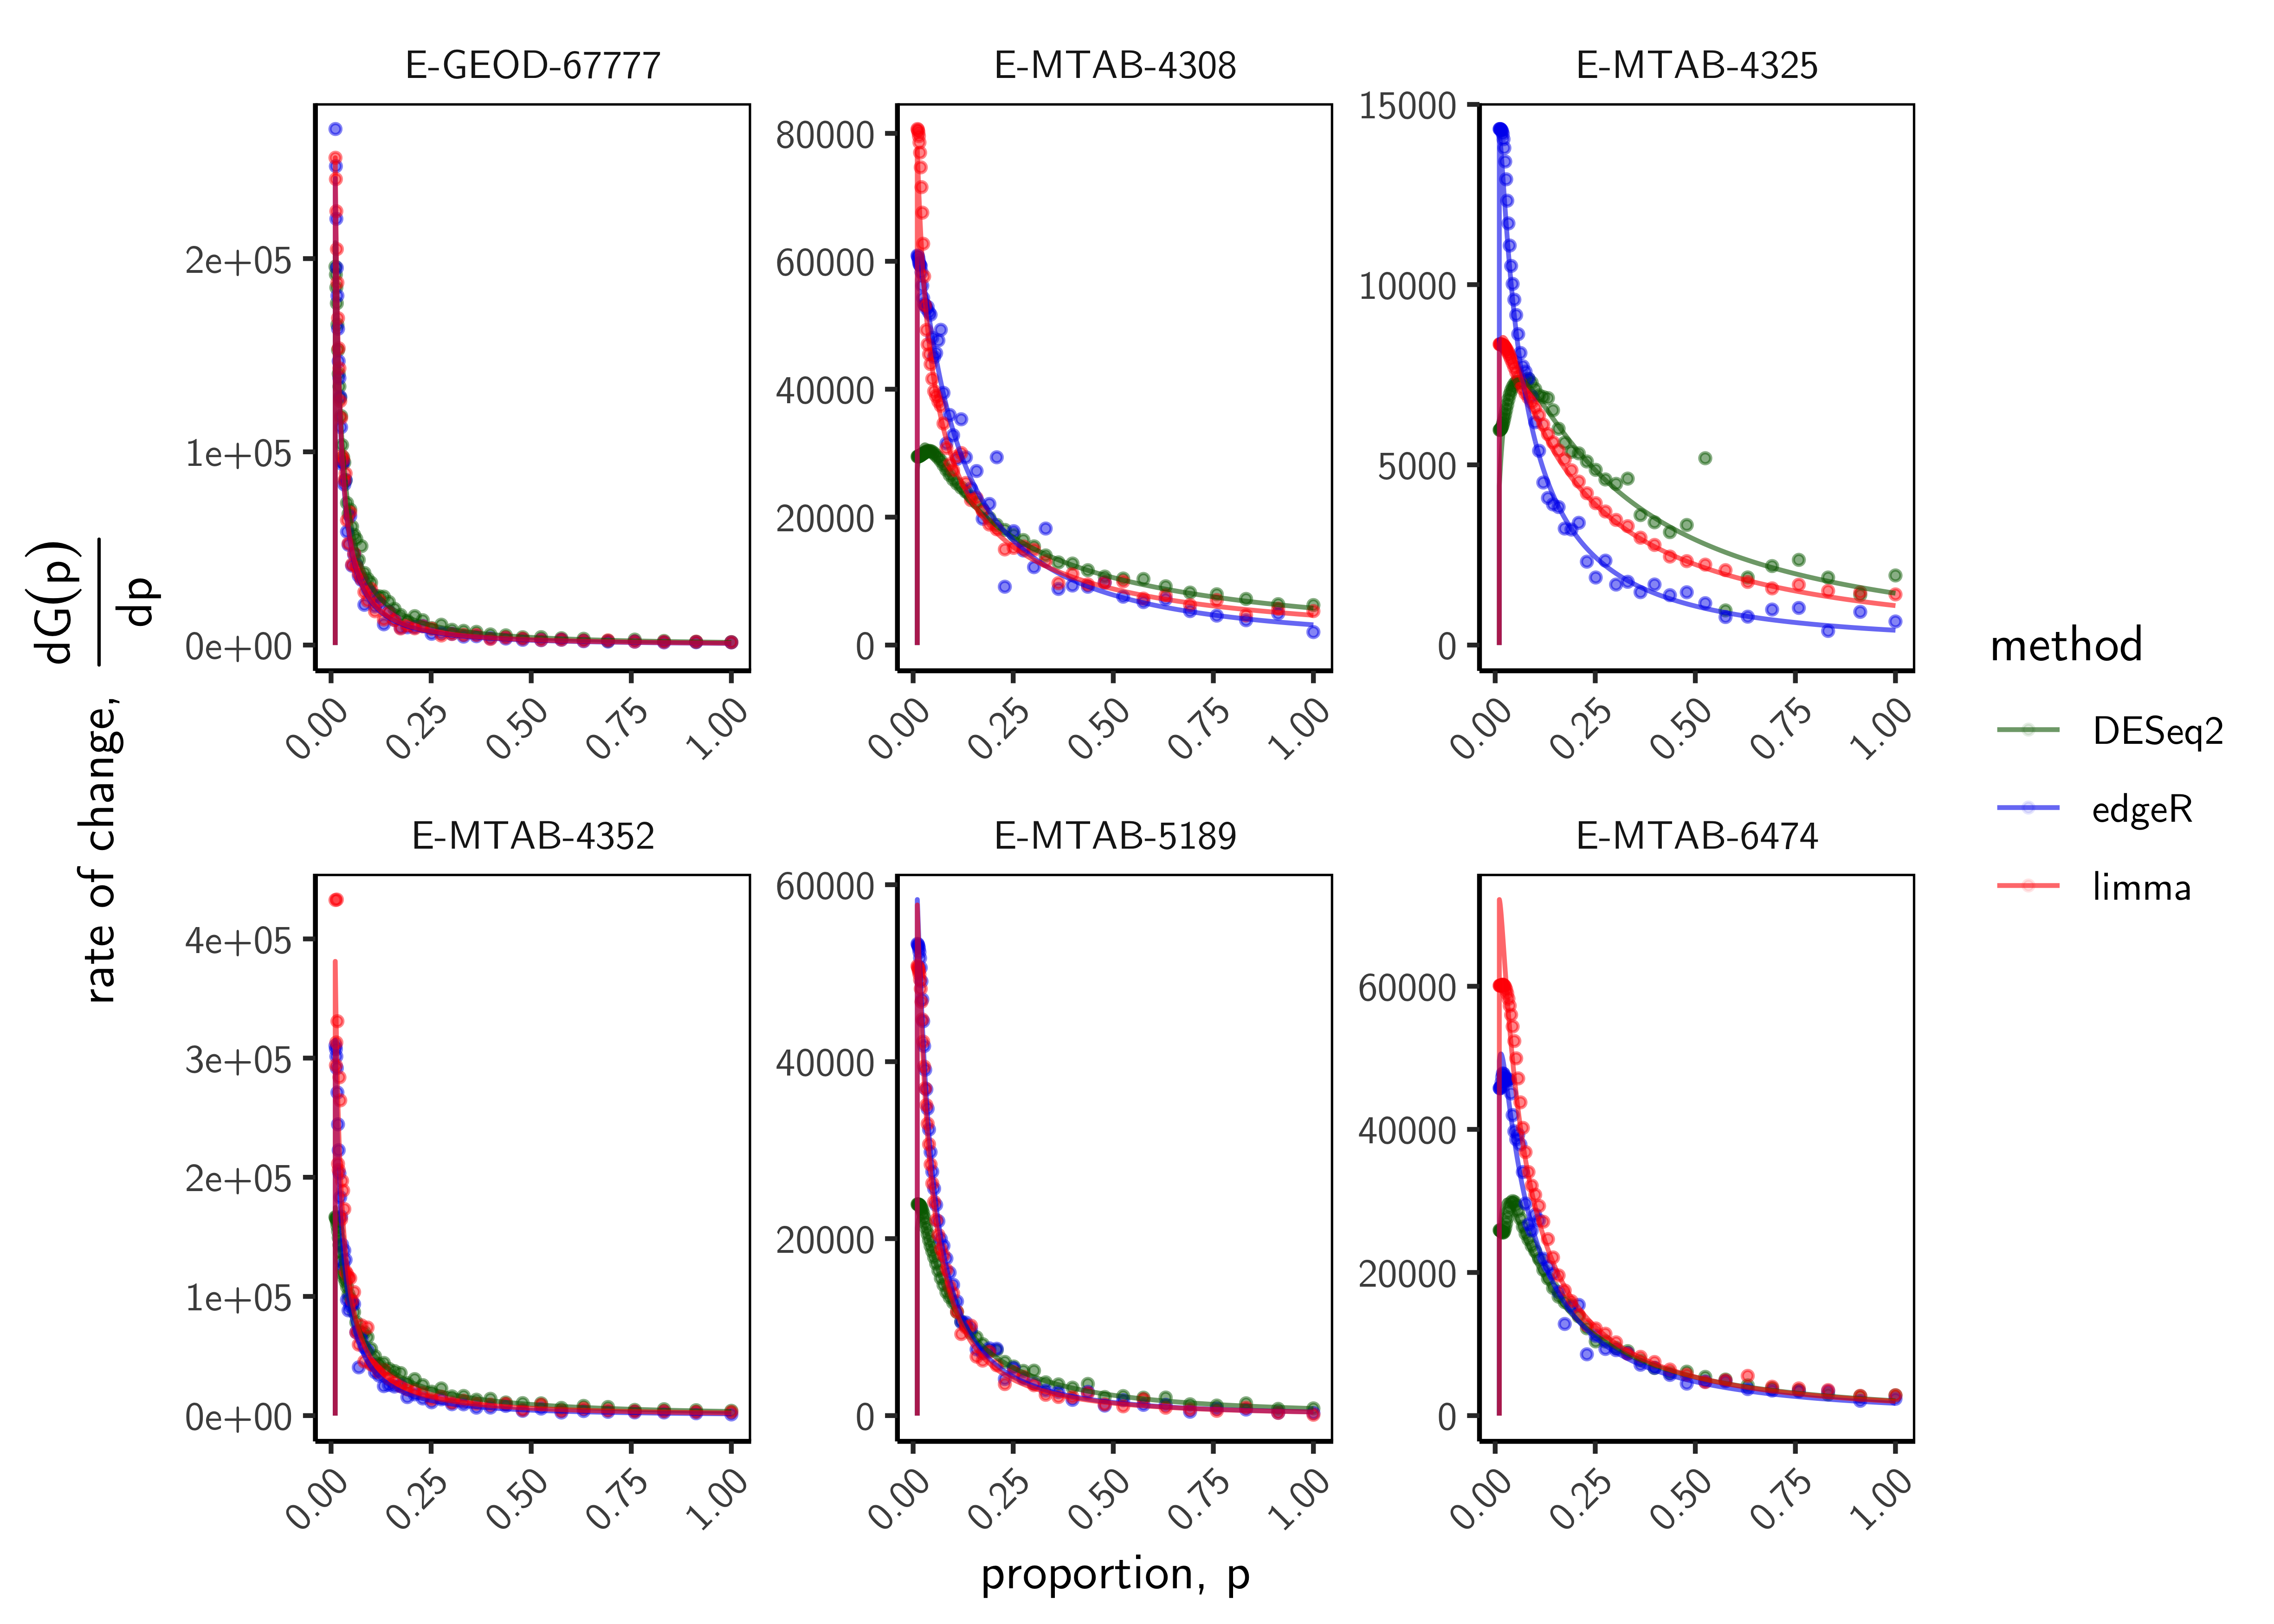 E-GEOD-67777
E-MTAB-4308
E-MTAB-4325
2e+05
1e+05
0e+00
0.00
0.25
0.50
0.75
1.00
80000
60000
40000
20000
0
0.00
0.25
0.50
0.75
1.00
15000
10000
5000
0
0.00
0.25
0.50
0.75
1.00
E-MTAB-4352
E-MTAB-5189
E-MTAB-6474
4e+05
3e+05
2e+05
1e+05
0e+00
0.00
0.25
0.50
0.75
1.00
60000
40000
20000
0
0.00
0.25
0.50
0.75
1.00
60000
40000
20000
0
0.00
0.25
0.50
0.75
1.00
rate of change, dG(p)
dp
proportion, p
method
DESeq2
edgeR
limma